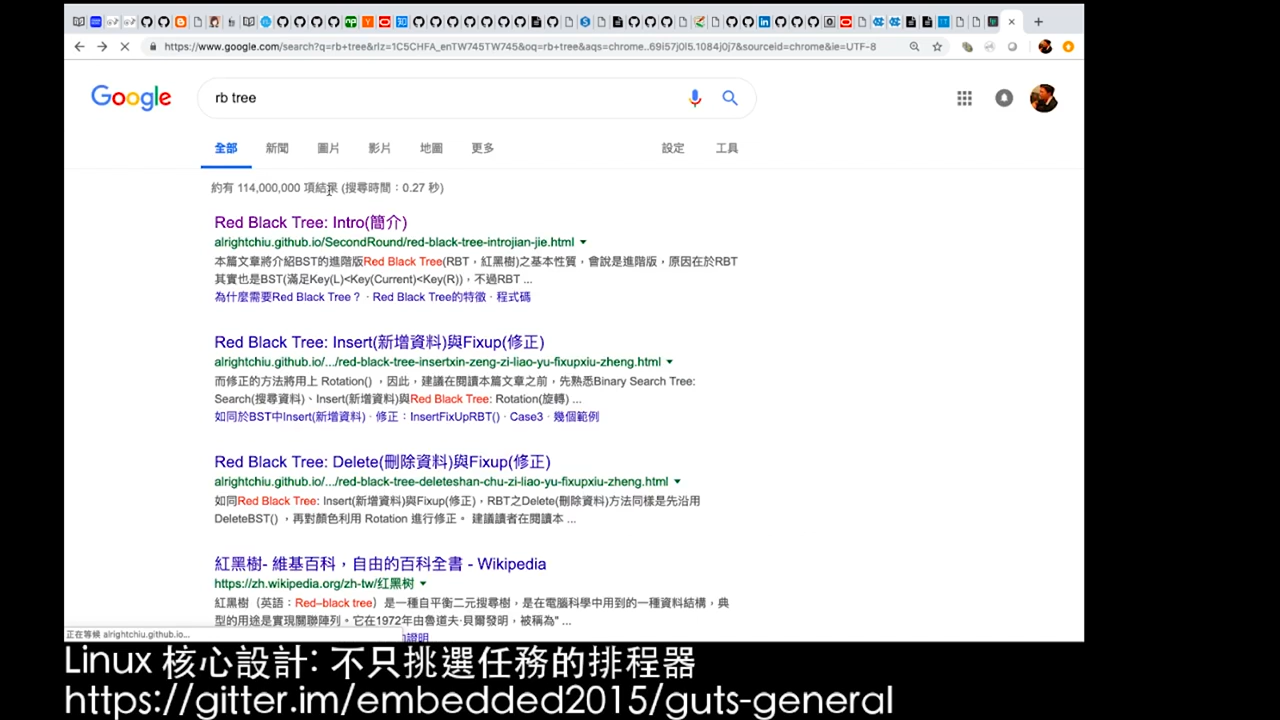 https://www.google.com/search?q=rb+tree&rlz=1C5CHFA_enTW745TW745&oq=rb+tree&aqs=chrome..69i57j0l5.1084j0j7&sourceid=chrome&ie=UTF-8
Google
rb tree
全部 新聞 圖片 影片 地圖 更多 設定 工具
約有 114,000,000 項結果 (搜尋時間：0.27 秒)
Red Black Tree: Intro(簡介)
alrightchiu.github.io/SecondRound/red-black-tree-introjian-jie.html
本篇文章將介紹BST的進階版Red Black Tree(RBT，紅黑樹)之基本性質，會說是進階版，原因在於RBT
其實也是BST(滿足Key(L)<Key(Current)<Key(R))，不過RBT ...
為什麼需要Red Black Tree？ · Red Black Tree的特徵 · 程式碼
Red Black Tree: Insert(新增資料)與Fixup(修正)
alrightchiu.github.io/.../red-black-tree-insertxin-zeng-zi-liao-yu-fixupxiu-zheng.html
而修正的方法將用上 Rotation() ，因此，建議在閱讀本篇文章之前，先熟悉Binary Search Tree:
Search(搜尋資料)、Insert(新增資料)與Red Black Tree: Rotation(旋轉) ...
如同於BST中Insert(新增資料) · 修正：InsertFixUpRBT() · Case3 · 幾個範例
Red Black Tree: Delete(刪除資料)與Fixup(修正)
alrightchiu.github.io/.../red-black-tree-deleteshan-chu-zi-liao-yu-fixupxiu-zheng.html
如同Red Black Tree: Insert(新增資料)與Fixup(修正)，RBT之Delete(刪除資料)方法同樣是先沿用
DeleteBST() ，再對顏色利用 Rotation 進行修正。 建議讀者在閱讀本 ...
紅黑樹- 維基百科，自由的百科全書 - Wikipedia
https://zh.wikipedia.org/zh-tw/红黑树
紅黑樹（英語：Red–black tree）是一種自平衡二元搜尋樹，是在電腦科學中用到的一種資料結構，典
型的用途是實現關聯陣列。它在1972年由魯道夫·貝爾發明，被稱為" ...
正在等候 alrightchiu.github.io...
證明
Linux 核心設計: 不只挑選任務的排程器
https://gitter.im/embedded2015/guts-general